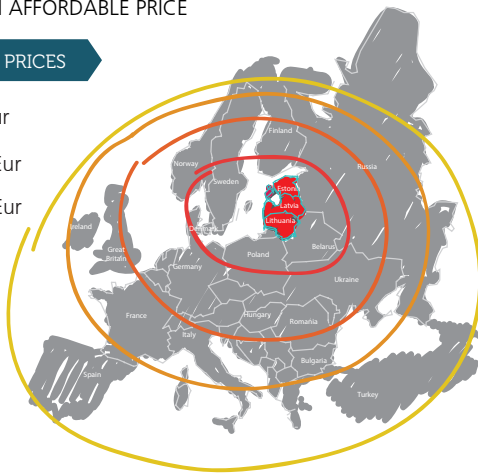 AFFORDABLE PRICE
PRICES
Eur
Eur
Finland
Norway
Russia
Sweden
Estonia
Latvia
Lithuania
Ireland
Great
Britain
Denmark
Belarus
Poland
Germany
Ukraine
France
Hungary
Romania
Italy
Bulgaria
Spain
Turkey